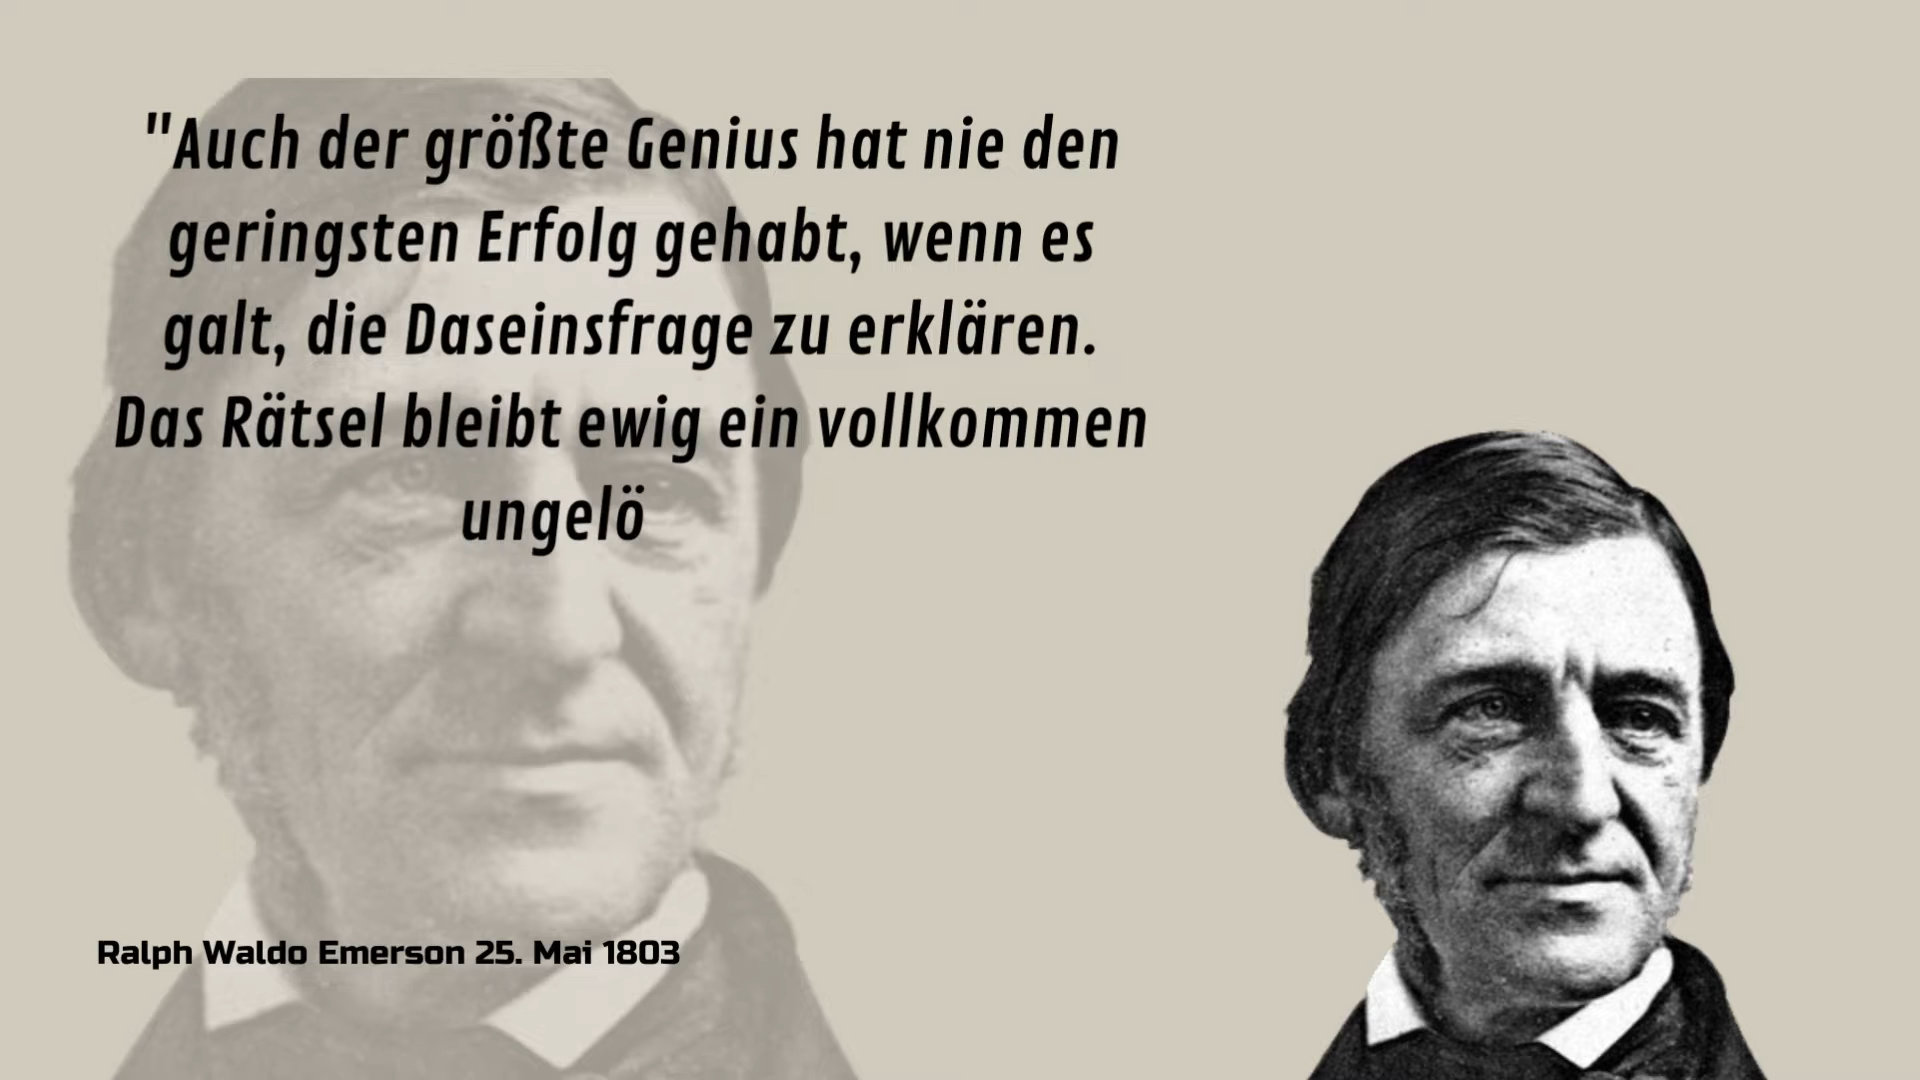 "Auch der größte Genius hat nie den
geringsten Erfolg gehabt, wenn es
galt, die Daseinsfrage zu erklären.
Das Rätsel bleibt ewig ein vollkommen
ungelö
Ralph Waldo Emerson 25. Mai 1803